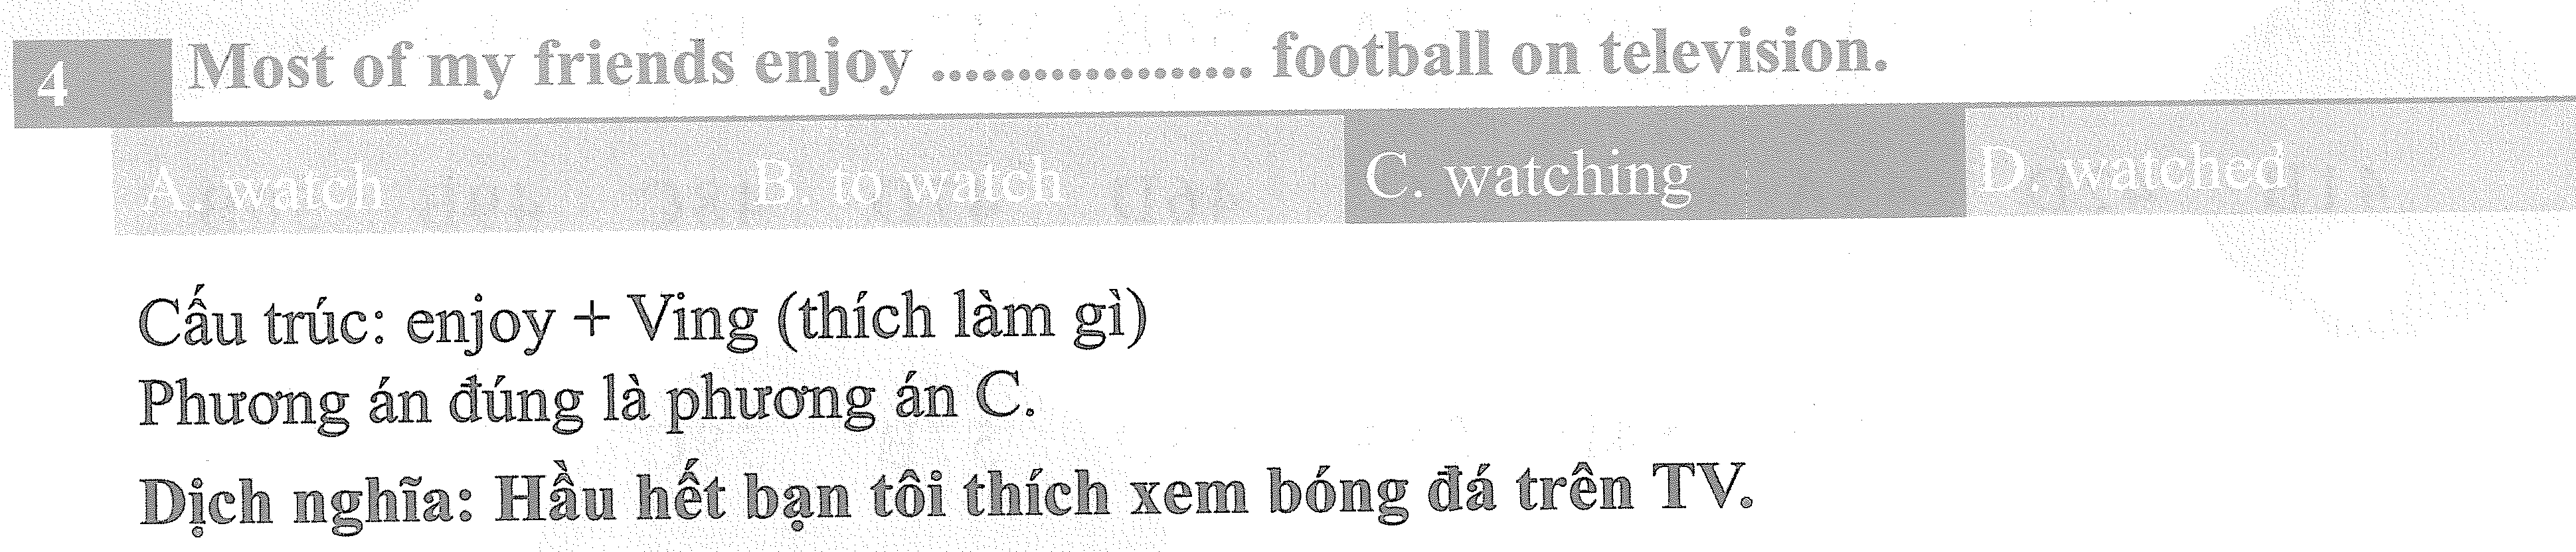 4 Most of my friends enjoy ................... football on television.
A. watch B. to watch C. watching D. watched
Cấu trúc: enjoy + Ving (thích làm gì)
Phương án đúng là phương án C.
Dịch nghĩa: Hầu hết bạn tôi thích xem bóng đá trên TV.